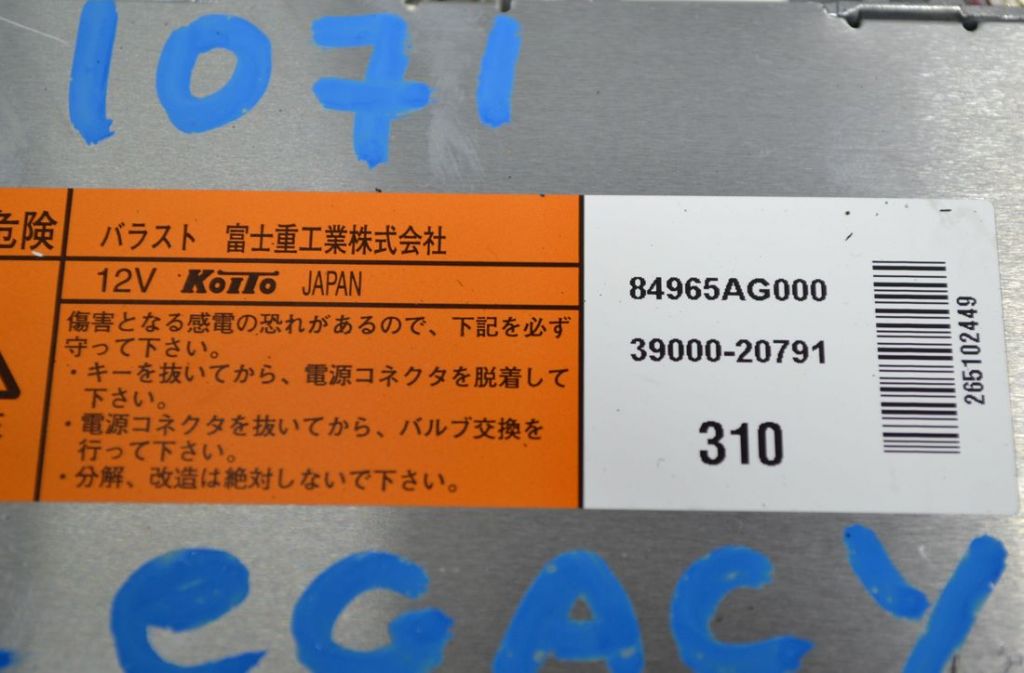 1071
危険
バラスト 富士重工業株式会社
12V KOITO JAPAN
傷害となる感電の恐れがあるので、下記を必ず
守って下さい。
・キーを抜いてから、電源コネクタを脱着して
下さい。
・電源コネクタを抜いてから、バルブ交換を
行って下さい。
・分解、改造は絶対しないで下さい。
84965AG000
39000-20791
310
265102449
LEGACY